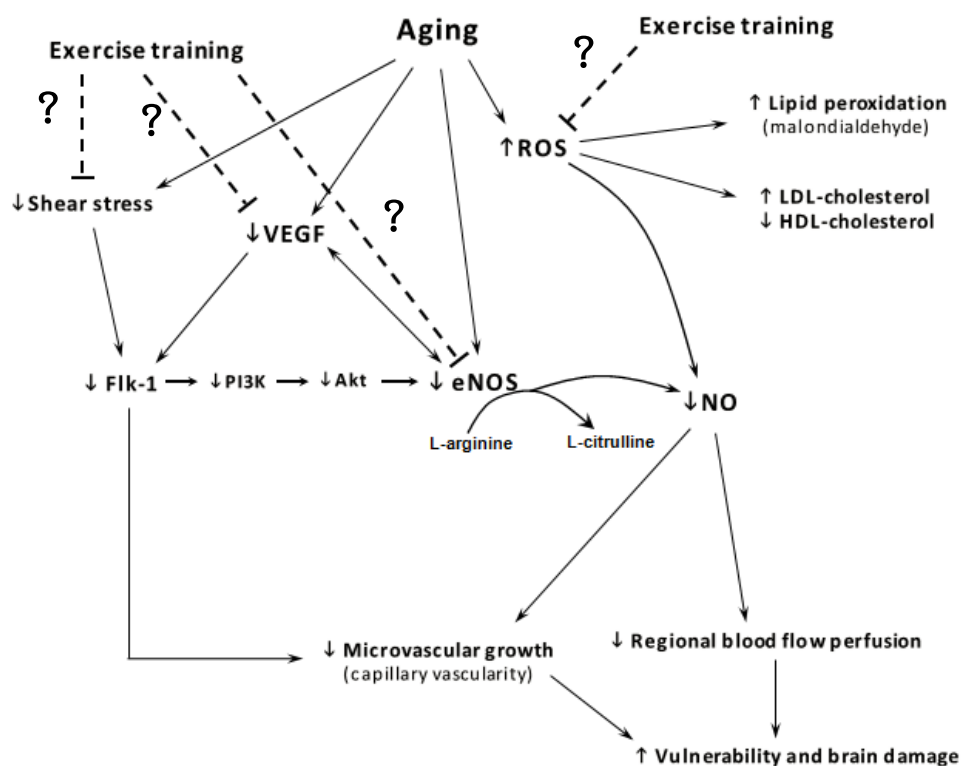 Aging
Exercise training
Exercise training
?
?
?
?
↑ Lipid peroxidation
(malondialdehyde)
↑ROS
↑ LDL-cholesterol
↓ HDL-cholesterol
↓Shear stress
↓VEGF
↓ Flk-1
↓PI3K
↓Akt
↓ eNOS
↓NO
L-arginine
L-citrulline
↓ Microvascular growth
(capillary vascularity)
↓ Regional blood flow perfusion
↑ Vulnerability and brain damage